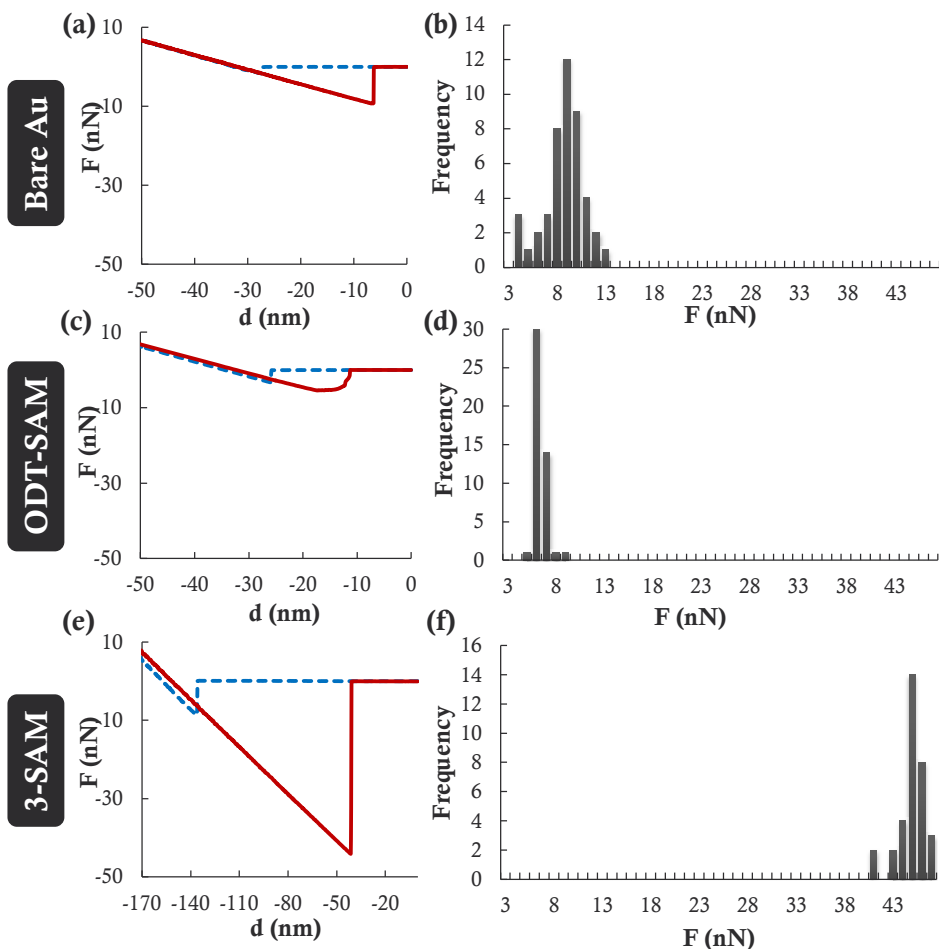 (a)
(b)
Bare Au
F (nN)
10
-10
-30
-50
-50 -40 -30 -20 -10 0
d (nm)
Frequency
14
12
10
8
6
4
2
0
3 8 13 18 23 28 33 38 43
F (nN)
(c)
(d)
ODT-SAM
F (nN)
10
-10
-30
-50
-50 -40 -30 -20 -10 0
d (nm)
Frequency
30
25
20
15
10
5
0
3 8 13 18 23 28 33 38 43
F (nN)
(e)
(f)
3-SAM
F (nN)
10
-10
-30
-50
-170 -140 -110 -80 -50 -20
d (nm)
Frequency
16
14
12
10
8
6
4
2
0
3 8 13 18 23 28 33 38 43
F (nN)